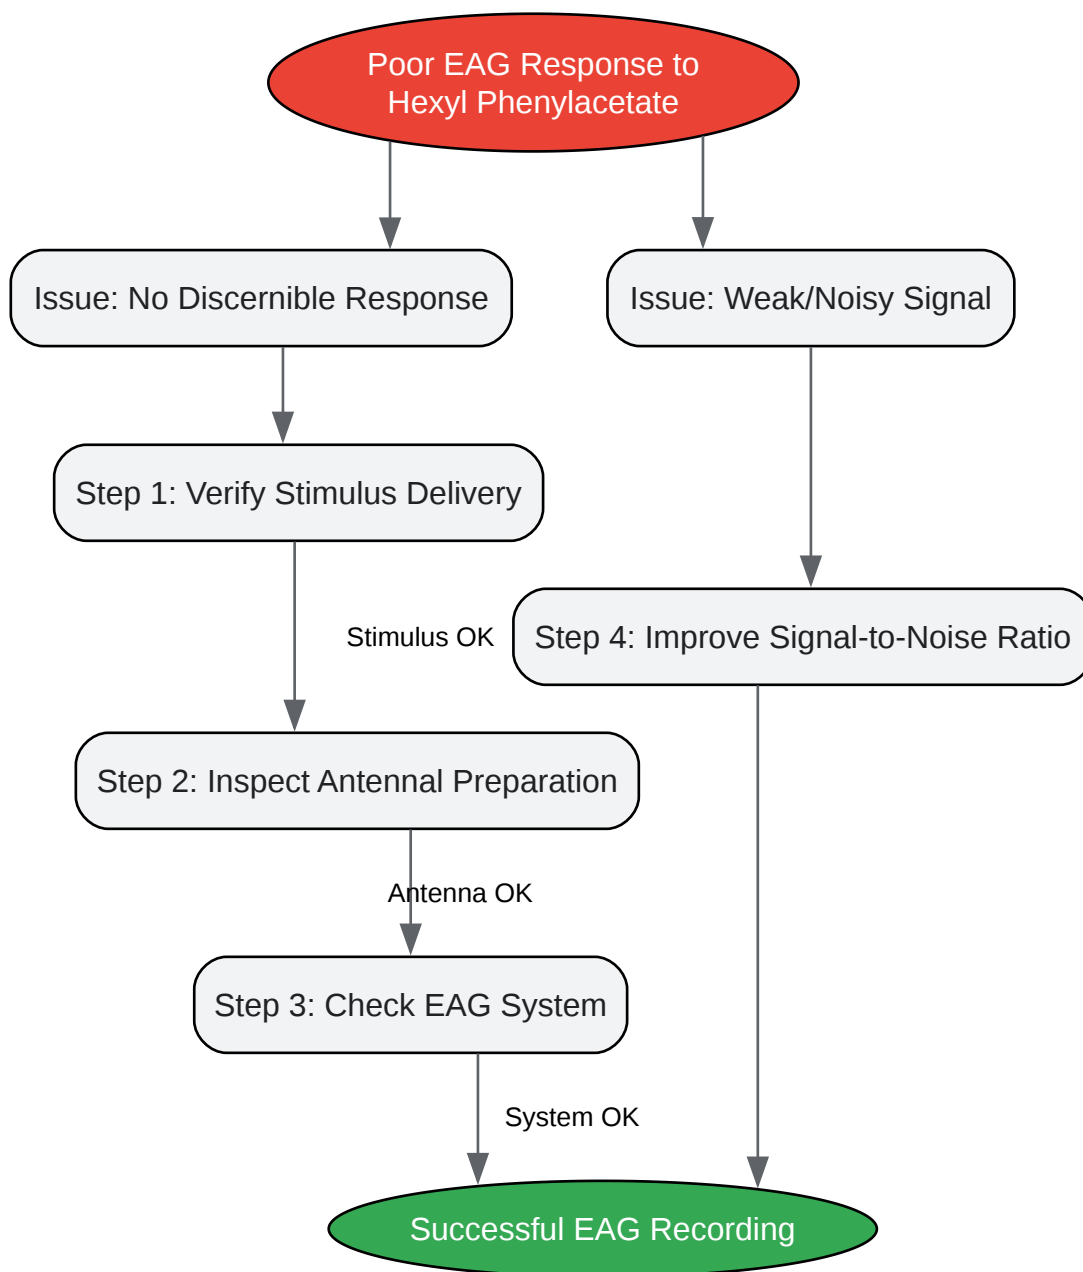 Poor EAG Response to
Hexyl Phenylacetate
Issue: No Discernible Response
Issue: Weak/Noisy Signal
Step 1: Verify Stimulus Delivery
Stimulus OK
Step 4: Improve Signal-to-Noise Ratio
Step 2: Inspect Antennal Preparation
Antenna OK
Step 3: Check EAG System
System OK
Successful EAG Recording